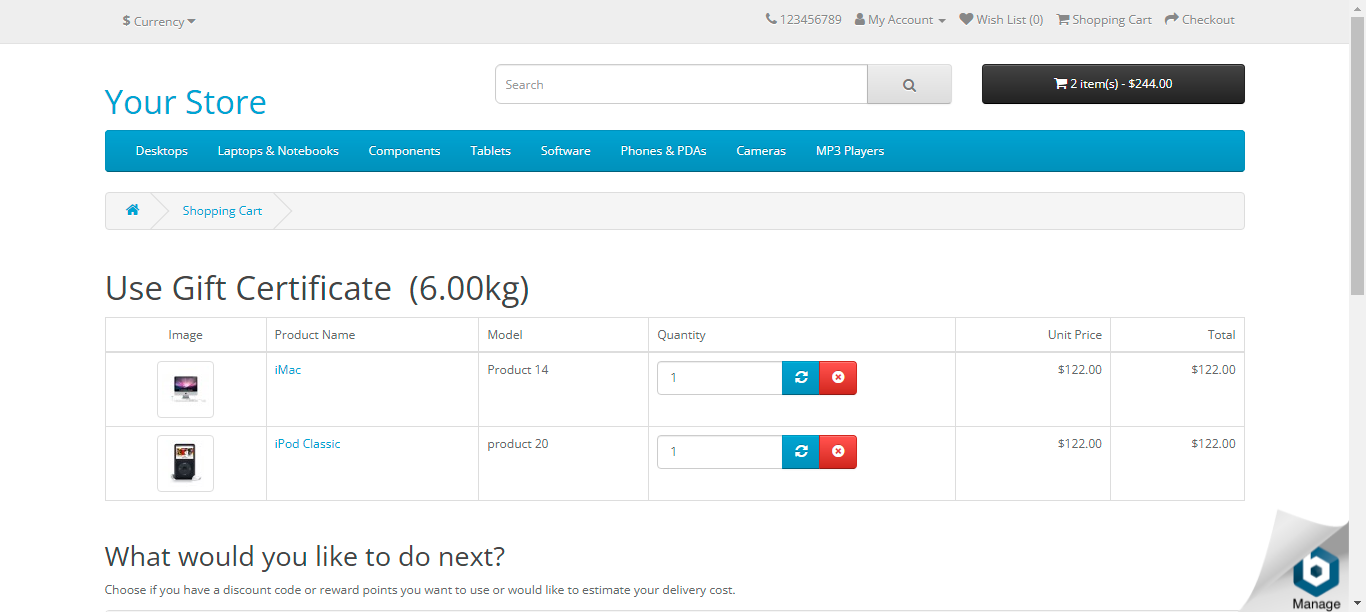 $ Currency
123456789 My Account Wish List (0) Shopping Cart Checkout
Your Store
Search
2 item(s) - $244.00
Desktops Laptops & Notebooks Components Tablets Software Phones & PDAs Cameras MP3 Players
Shopping Cart
Use Gift Certificate (6.00kg)
Image Product Name Model Quantity Unit Price Total
iMac Product 14 1 $122.00 $122.00
iPod Classic product 20 1 $122.00 $122.00
What would you like to do next?
Choose if you have a discount code or reward points you want to use or would like to estimate your delivery cost.
Manage